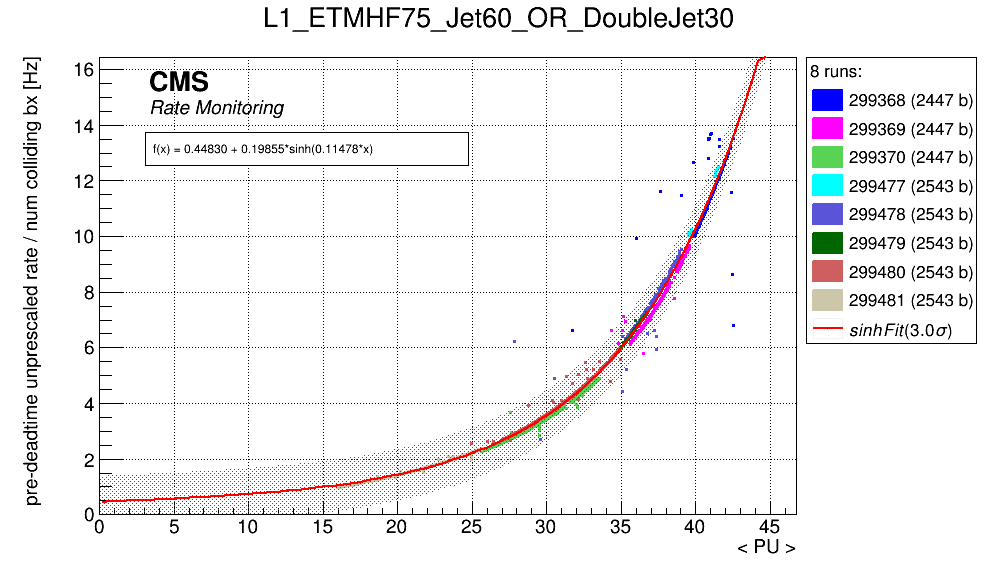 L1_ETMHF75_Jet60_OR_DoubleJet30
pre-deadtime unprescaled rate / num colliding bx [Hz]
16
14
12
10
8
6
4
2
0
CMS
Rate Monitoring
f(x) = 0.44830 + 0.19855*sinh(0.11478*x)
0 5 10 15 20 25 30 35 40 45
< PU >
8 runs:
299368 (2447 b)
299369 (2447 b)
299370 (2447 b)
299477 (2543 b)
299478 (2543 b)
299479 (2543 b)
299480 (2543 b)
299481 (2543 b)
sinhFit(3.0σ)